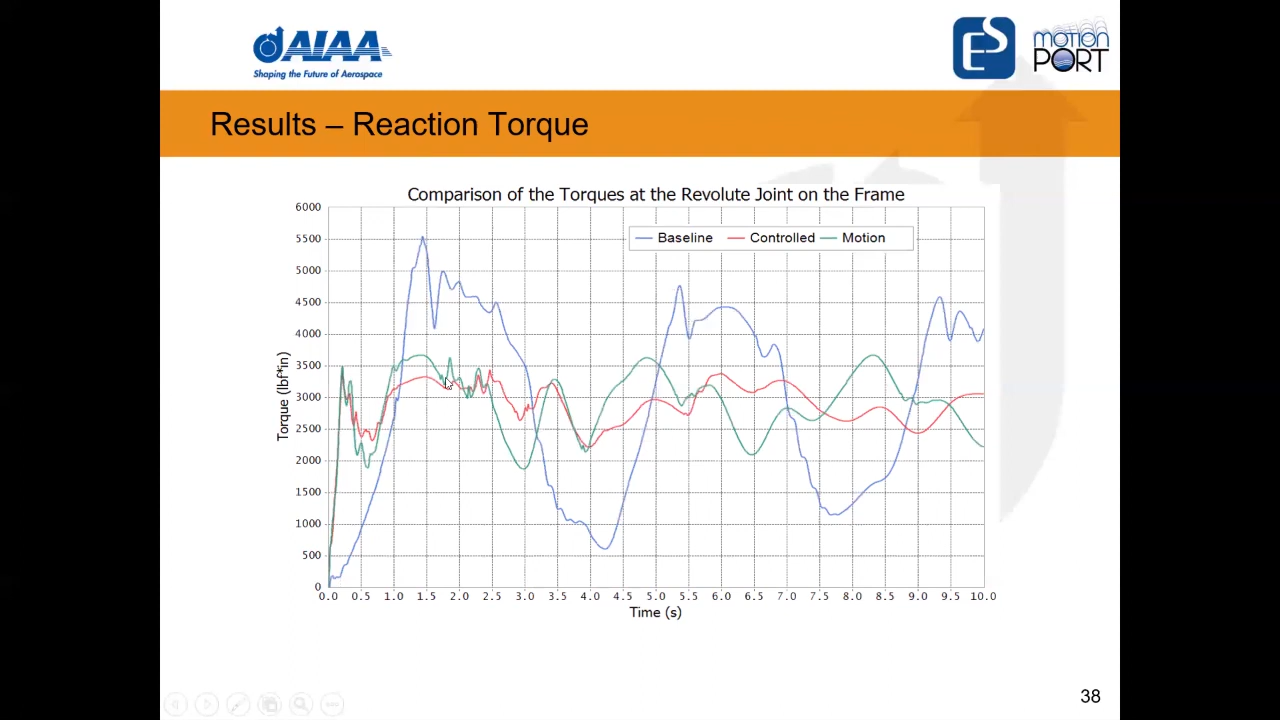 AIAA
Shaping the Future of Aerospace
ES
MOTION
PORT
Results – Reaction Torque
Comparison of the Torques at the Revolute Joint on the Frame
Baseline Controlled Motion
6000
5500
5000
4500
4000
3500
3000
2500
2000
1500
1000
500
0
Torque (lbf*in)
0.0 0.5 1.0 1.5 2.0 2.5 3.0 3.5 4.0 4.5 5.0 5.5 6.0 6.5 7.0 7.5 8.0 8.5 9.0 9.5 10.0
Time (s)
38